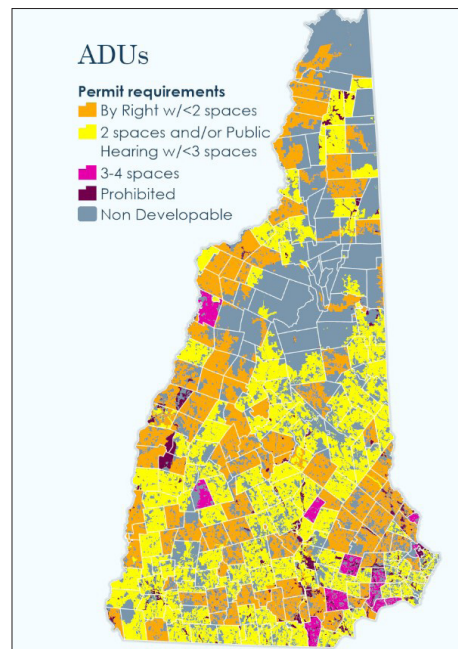 ADUs
Permit requirements
By Right w/<2 spaces
2 spaces and/or Public
Hearing w/<3 spaces
3-4 spaces
Prohibited
Non Developable